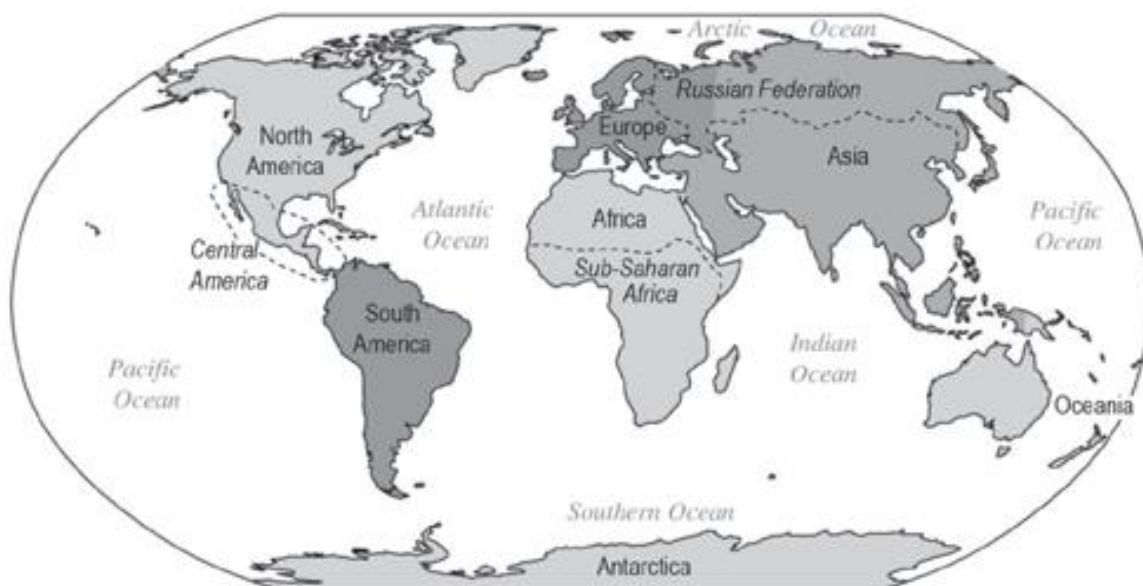 Arctic Ocean
Russian Federation
North
America
Europe
Asia
Atlantic
Ocean
Africa
Pacific
Ocean
Central
America
Sub-Saharan
Africa
South
America
Indian
Ocean
Pacific
Ocean
Oceania
Southern Ocean
Antarctica